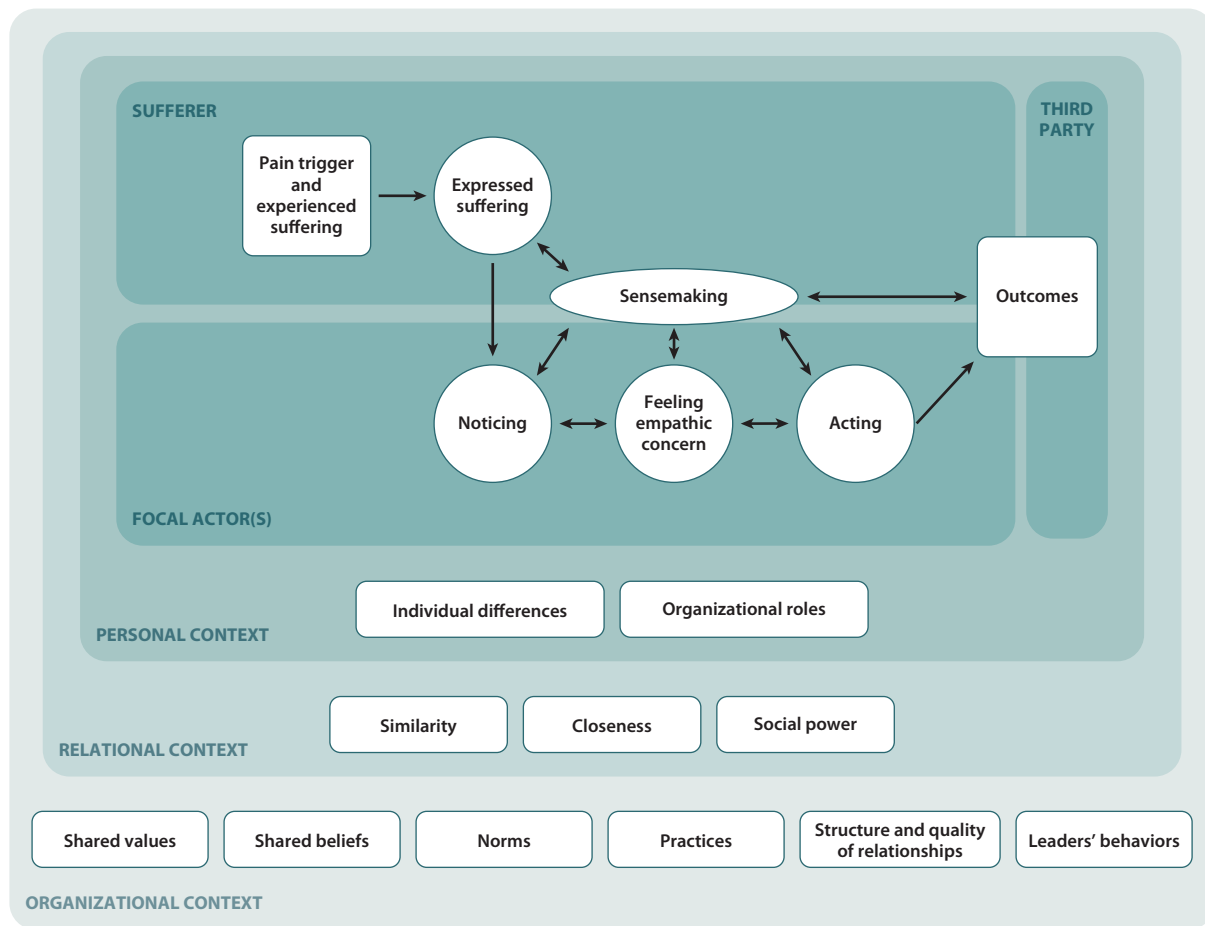 SUFFERER
THIRD
PARTY
Pain trigger
and
experienced
suffering
Expressed
suffering
Sensemaking
Outcomes
Noticing
Feeling
empathic
concern
Acting
FOCAL ACTOR(S)
Individual differences
Organizational roles
PERSONAL CONTEXT
Similarity
Closeness
Social power
RELATIONAL CONTEXT
Shared values
Shared beliefs
Norms
Practices
Structure and quality
of relationships
Leaders’ behaviors
ORGANIZATIONAL CONTEXT